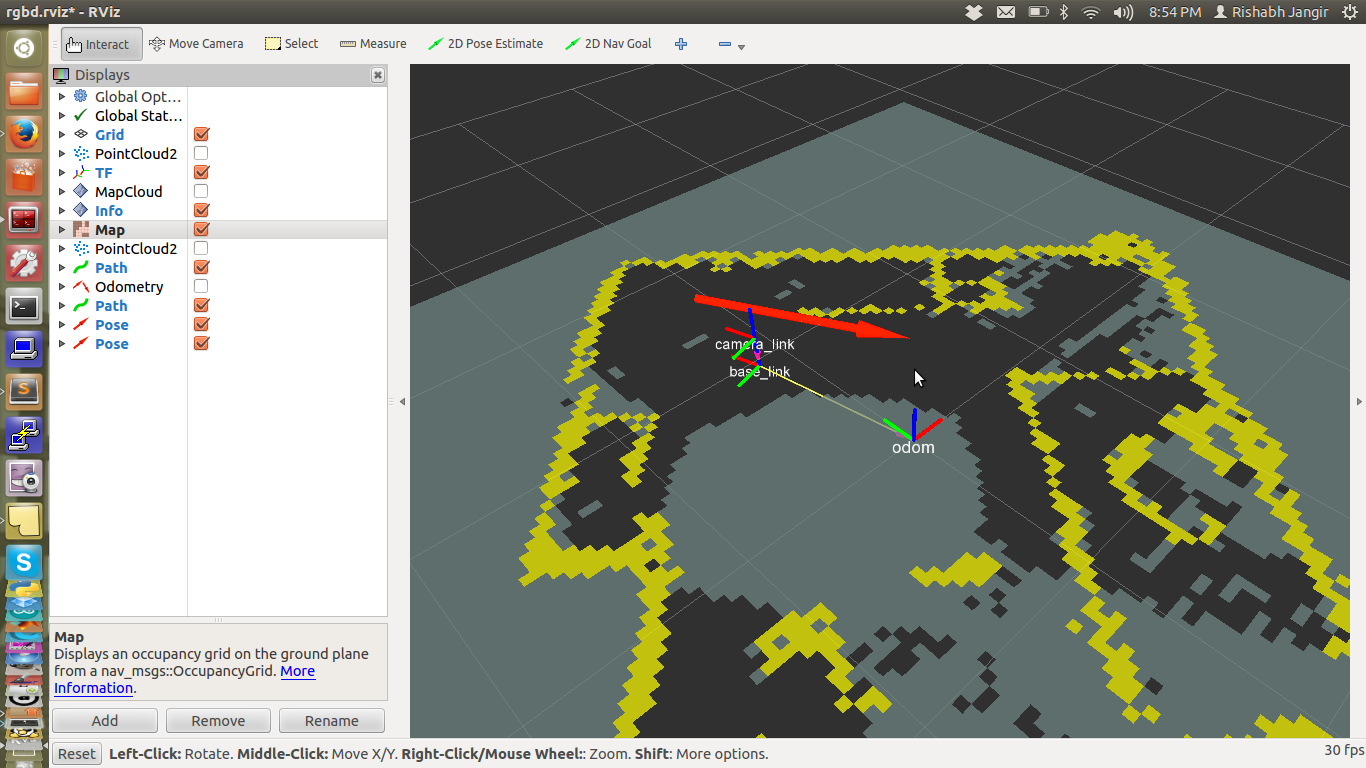 rgbd.rviz* - RViz
8:54 PM Rishabh Jangir
Interact Move Camera Select Measure 2D Pose Estimate 2D Nav Goal
Displays
Global Opt...
Global Stat...
Grid
PointCloud2
TF
MapCloud
Info
Map
PointCloud2
Path
Odometry
Path
Pose
Pose
camera_link
base_link
odom
Map
Displays an occupancy grid on the ground plane
from a nav_msgs::OccupancyGrid. More
Information.
Add Remove Rename
Reset Left-Click: Rotate. Middle-Click: Move X/Y. Right-Click/Mouse Wheel:: Zoom. Shift: More options. 30 fps